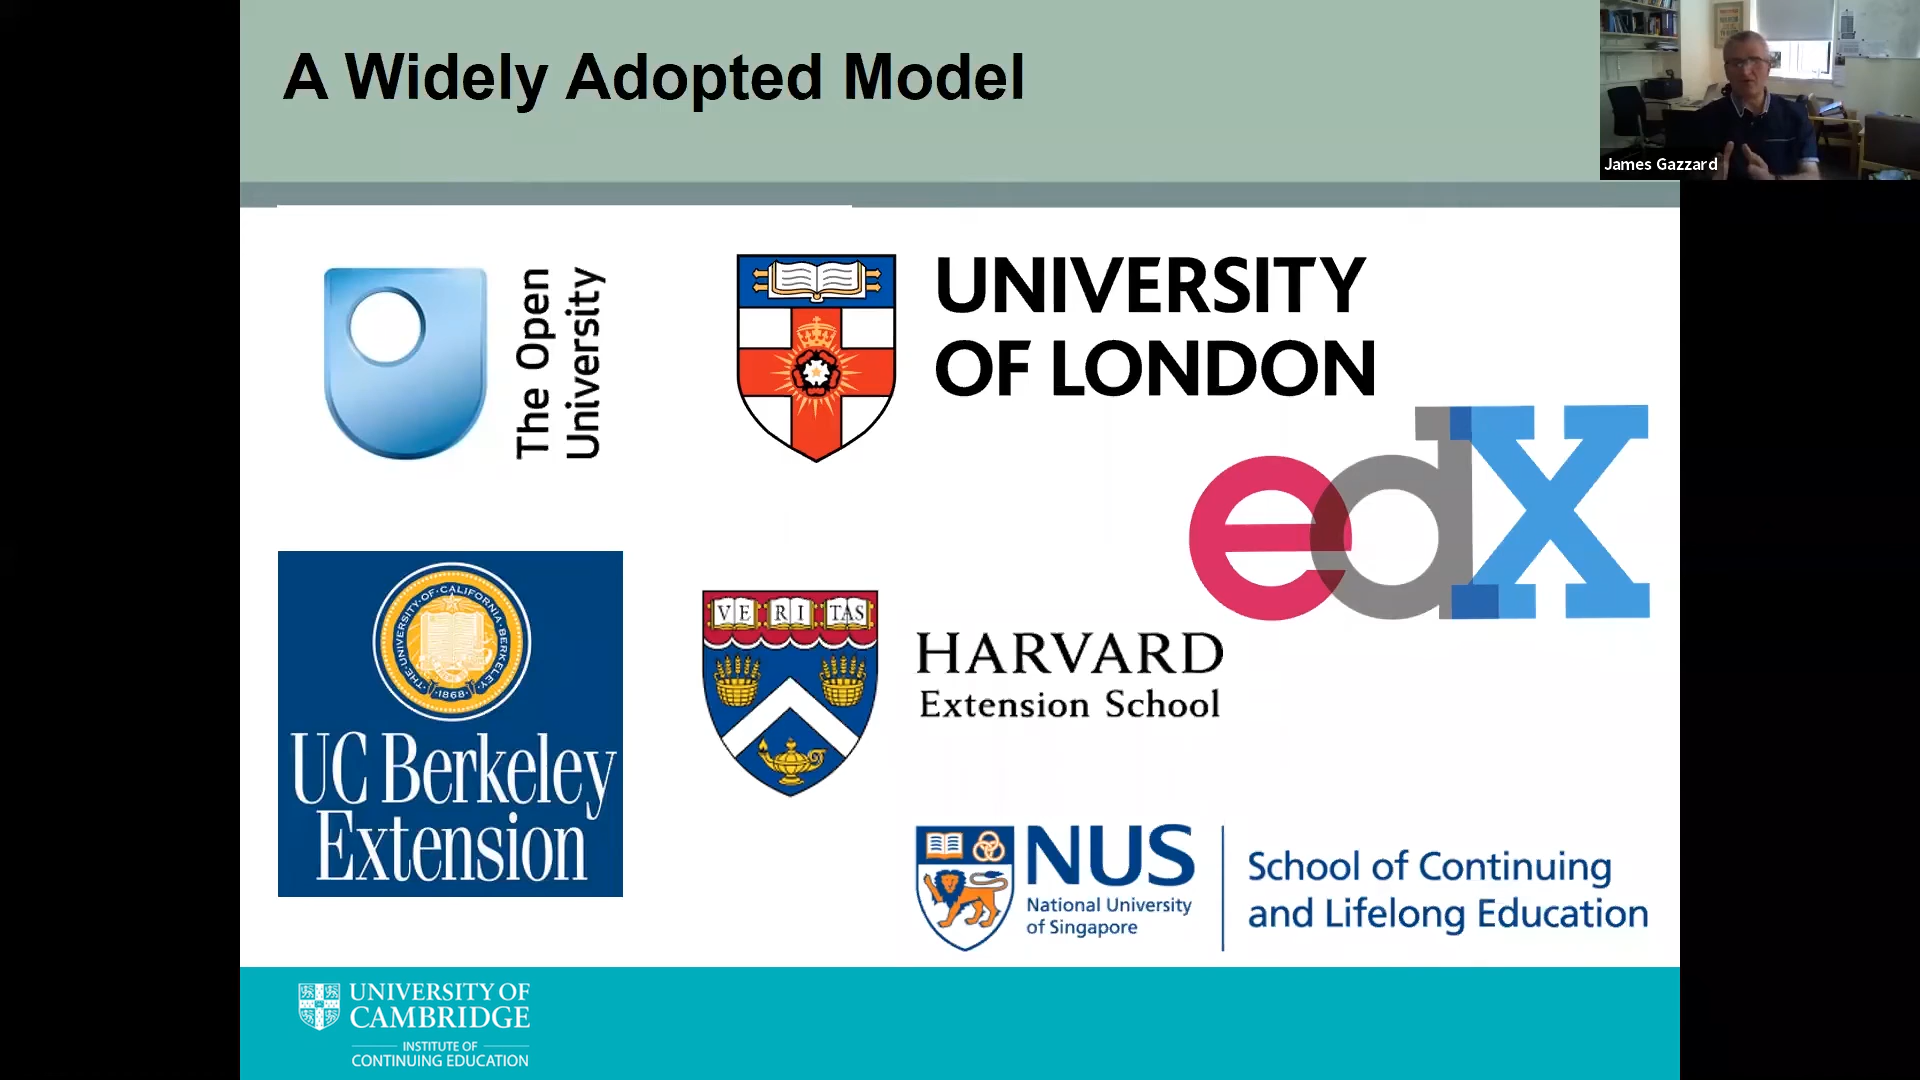 A Widely Adopted Model
James Gazzard
The Open
University
UNIVERSITY
OF LONDON
edX
THE·UNIVERSITY·OF·CALIFORNIA·BERKELEY
·1868·
UC Berkeley
Extension
VE RI TAS
HARVARD
Extension School
NUS
National University
of Singapore
School of Continuing
and Lifelong Education
UNIVERSITY OF
CAMBRIDGE
INSTITUTE OF
CONTINUING EDUCATION